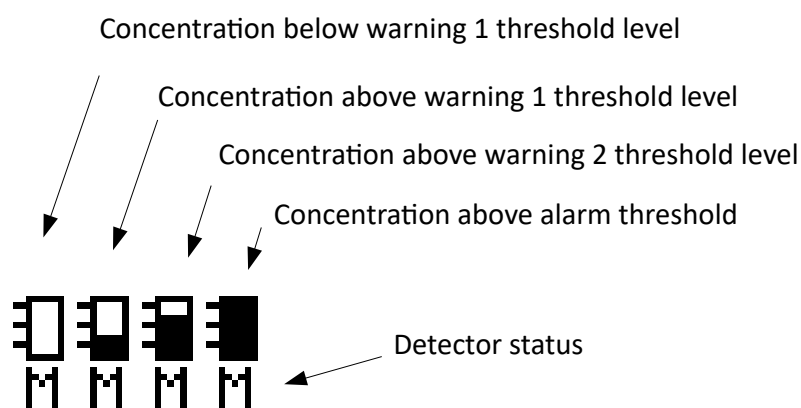 Concentration below warning 1 threshold level
Concentration above warning 1 threshold level
Concentration above warning 2 threshold level
Concentration above alarm threshold
Detector status
M M M M